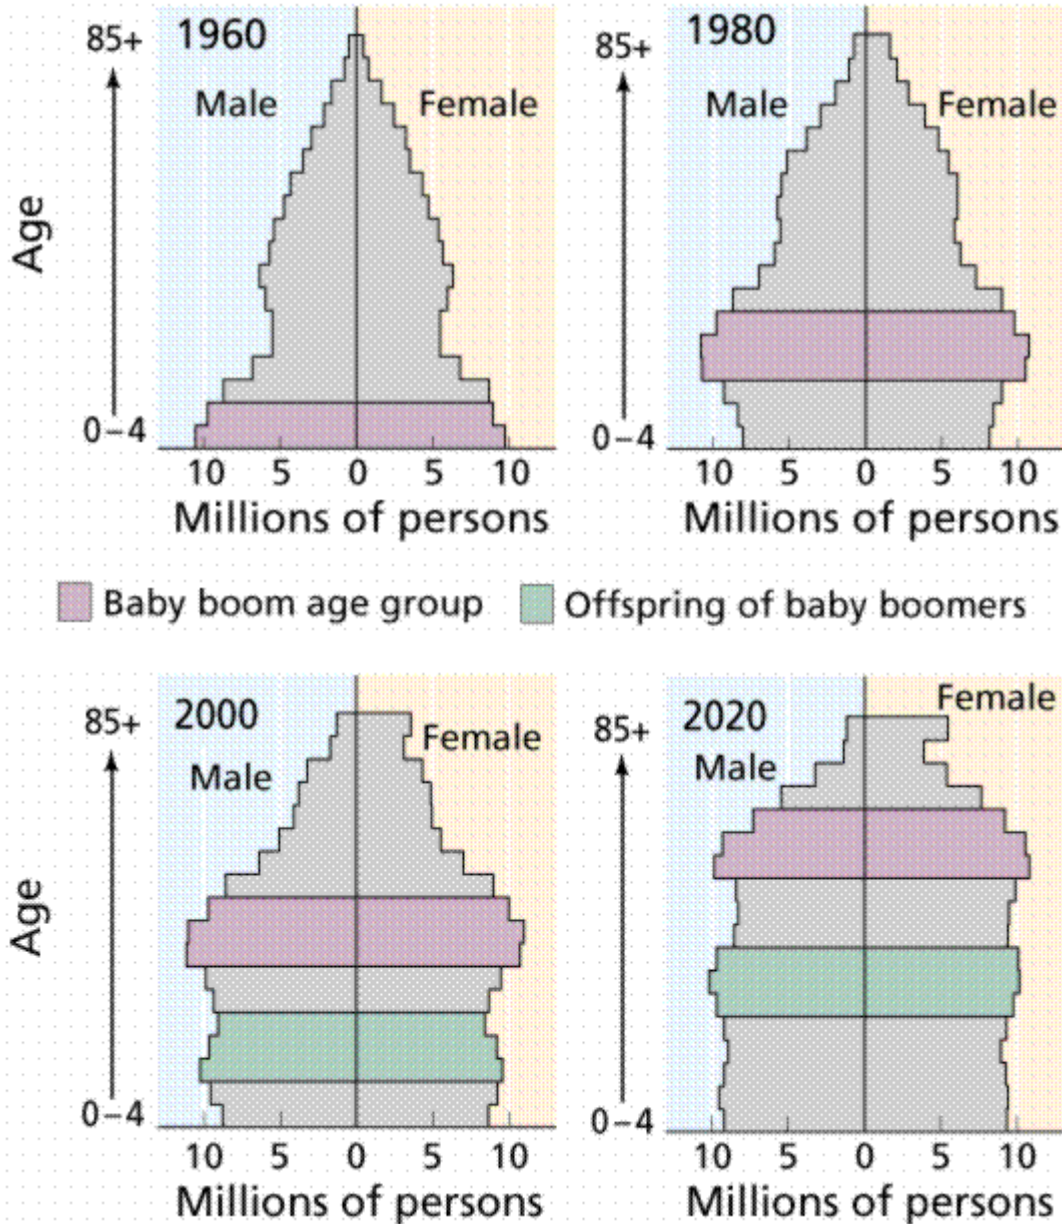 85+ 1960
Male Female
Age
0–4
10 5 0 5 10
Millions of persons
85+ 1980
Male Female
0–4
10 5 0 5 10
Millions of persons
Baby boom age group
Offspring of baby boomers
85+ 2000
Male Female
Age
0–4
10 5 0 5 10
Millions of persons
85+ 2020
Female
Male
0–4
10 5 0 5 10
Millions of persons